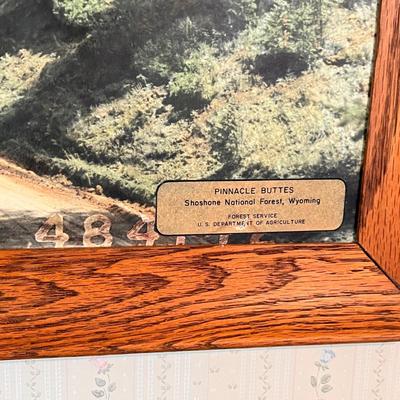 PINNACLE BUTTES
Shoshone National Forest, Wyoming
FOREST SERVICE
U. S. DEPARTMENT OF AGRICULTURE